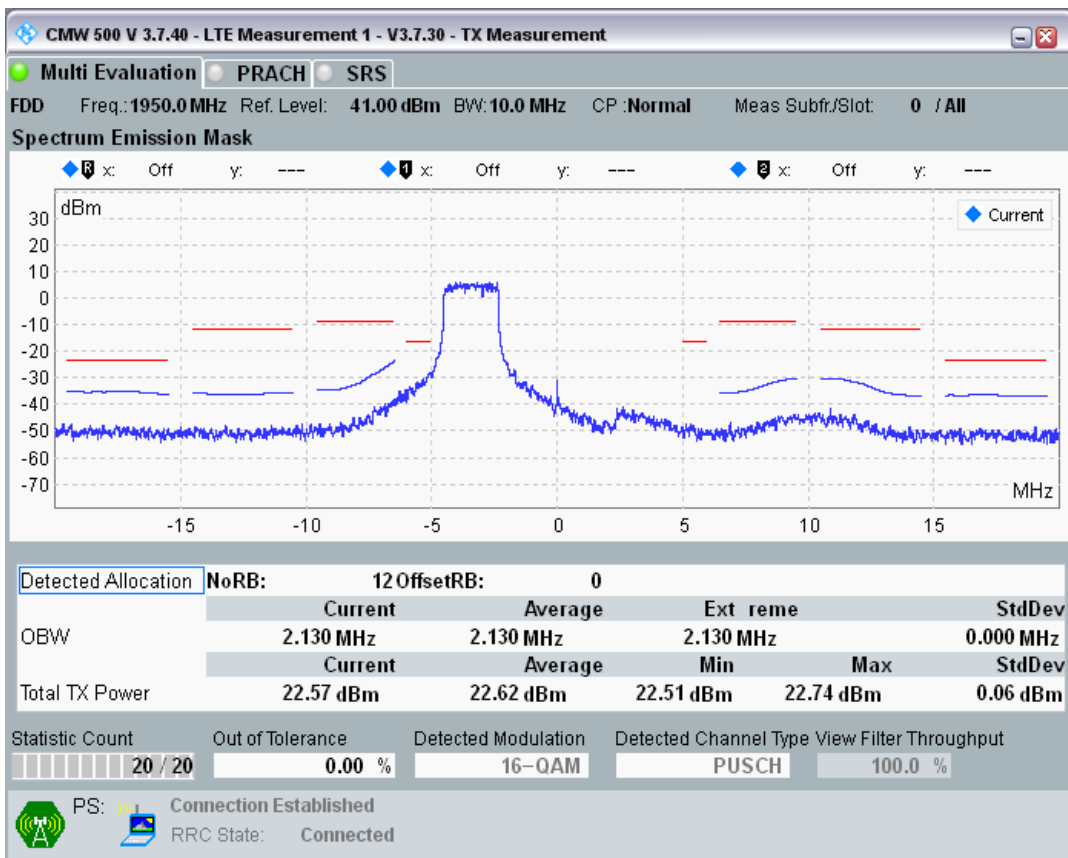 CMW 500 V 3.7.40 - LTE Measurement 1 - V3.7.30 - TX Measurement
Multi Evaluation PRACH SRS
FDD Freq.: 1950.0 MHz Ref. Level: 41.00 dBm BW: 10.0 MHz CP :Normal Meas Subfr./Slot: 0 / All
Spectrum Emission Mask
R x: Off y: --- 1 x: Off y: --- 2 x: Off y: ---
dBm
Current
30
20
10
0
-10
-20
-30
-40
-50
-60
-70
MHz
-15 -10 -5 0 5 10 15
Detected Allocation NoRB: 12 OffsetRB: 0
Current Average Ext reme StdDev
OBW 2.130 MHz 2.130 MHz 2.130 MHz 0.000 MHz
Current Average Min Max StdDev
Total TX Power 22.57 dBm 22.62 dBm 22.51 dBm 22.74 dBm 0.06 dBm
Statistic Count Out of Tolerance Detected Modulation Detected Channel Type View Filter Throughput
20 / 20 0.00 % 16-QAM PUSCH 100.0 %
PS: Connection Established
RRC State: Connected